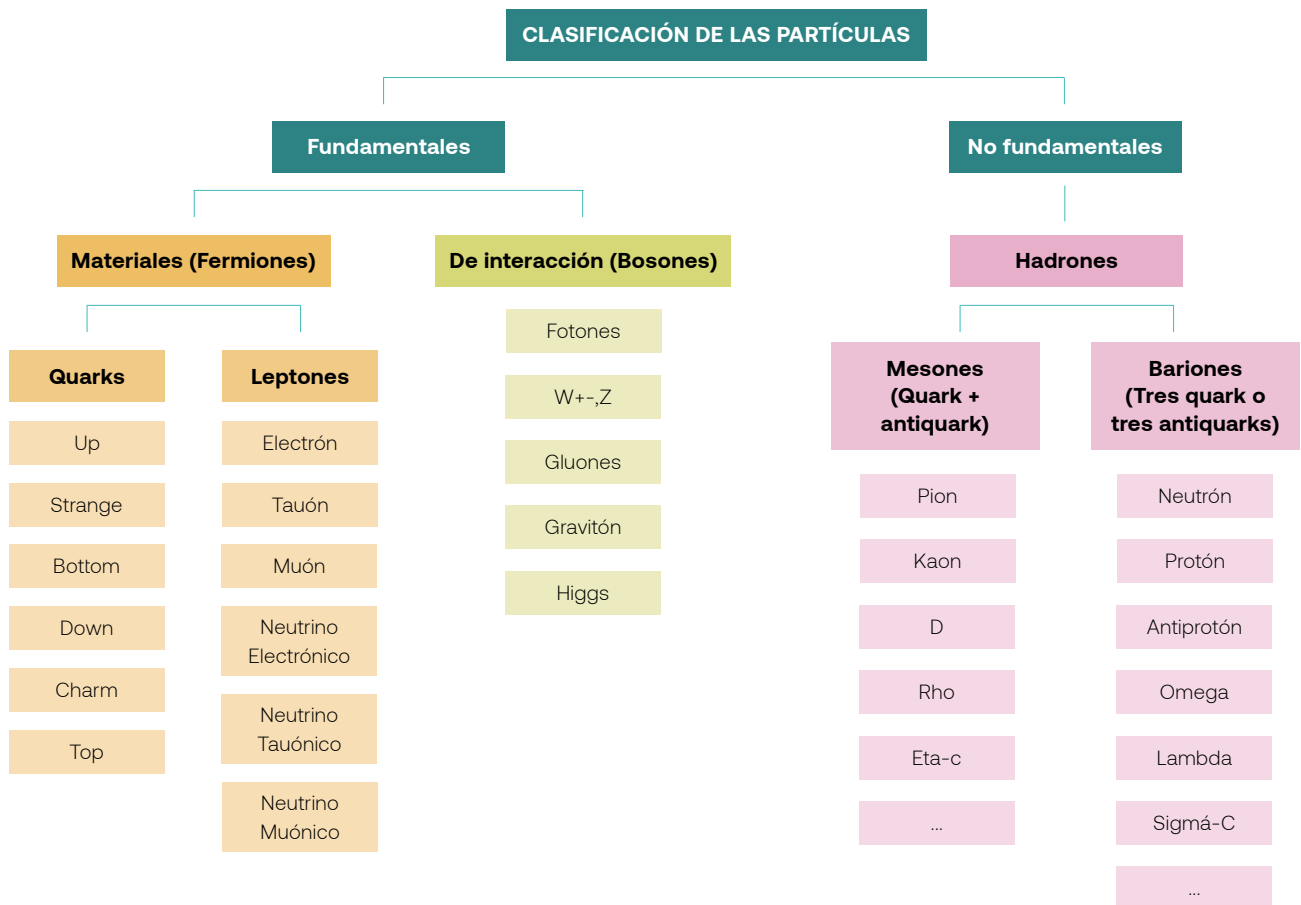 CLASIFICACIÓN DE LAS PARTÍCULAS
Fundamentales
No fundamentales
Materiales (Fermiones)
De interacción (Bosones)
Hadrones
Quarks
Up
Strange
Bottom
Down
Charm
Top
Leptones
Electrón
Tauón
Muón
Neutrino
Electrónico
Neutrino
Tauónico
Neutrino
Muónico
Fotones
W+-,Z
Gluones
Gravitón
Higgs
Mesones
(Quark +
antiquark)
Pion
Kaon
D
Rho
Eta-c
...
Bariones
(Tres quark o
tres antiquarks)
Neutrón
Protón
Antiprotón
Omega
Lambda
Sigmá-C
...